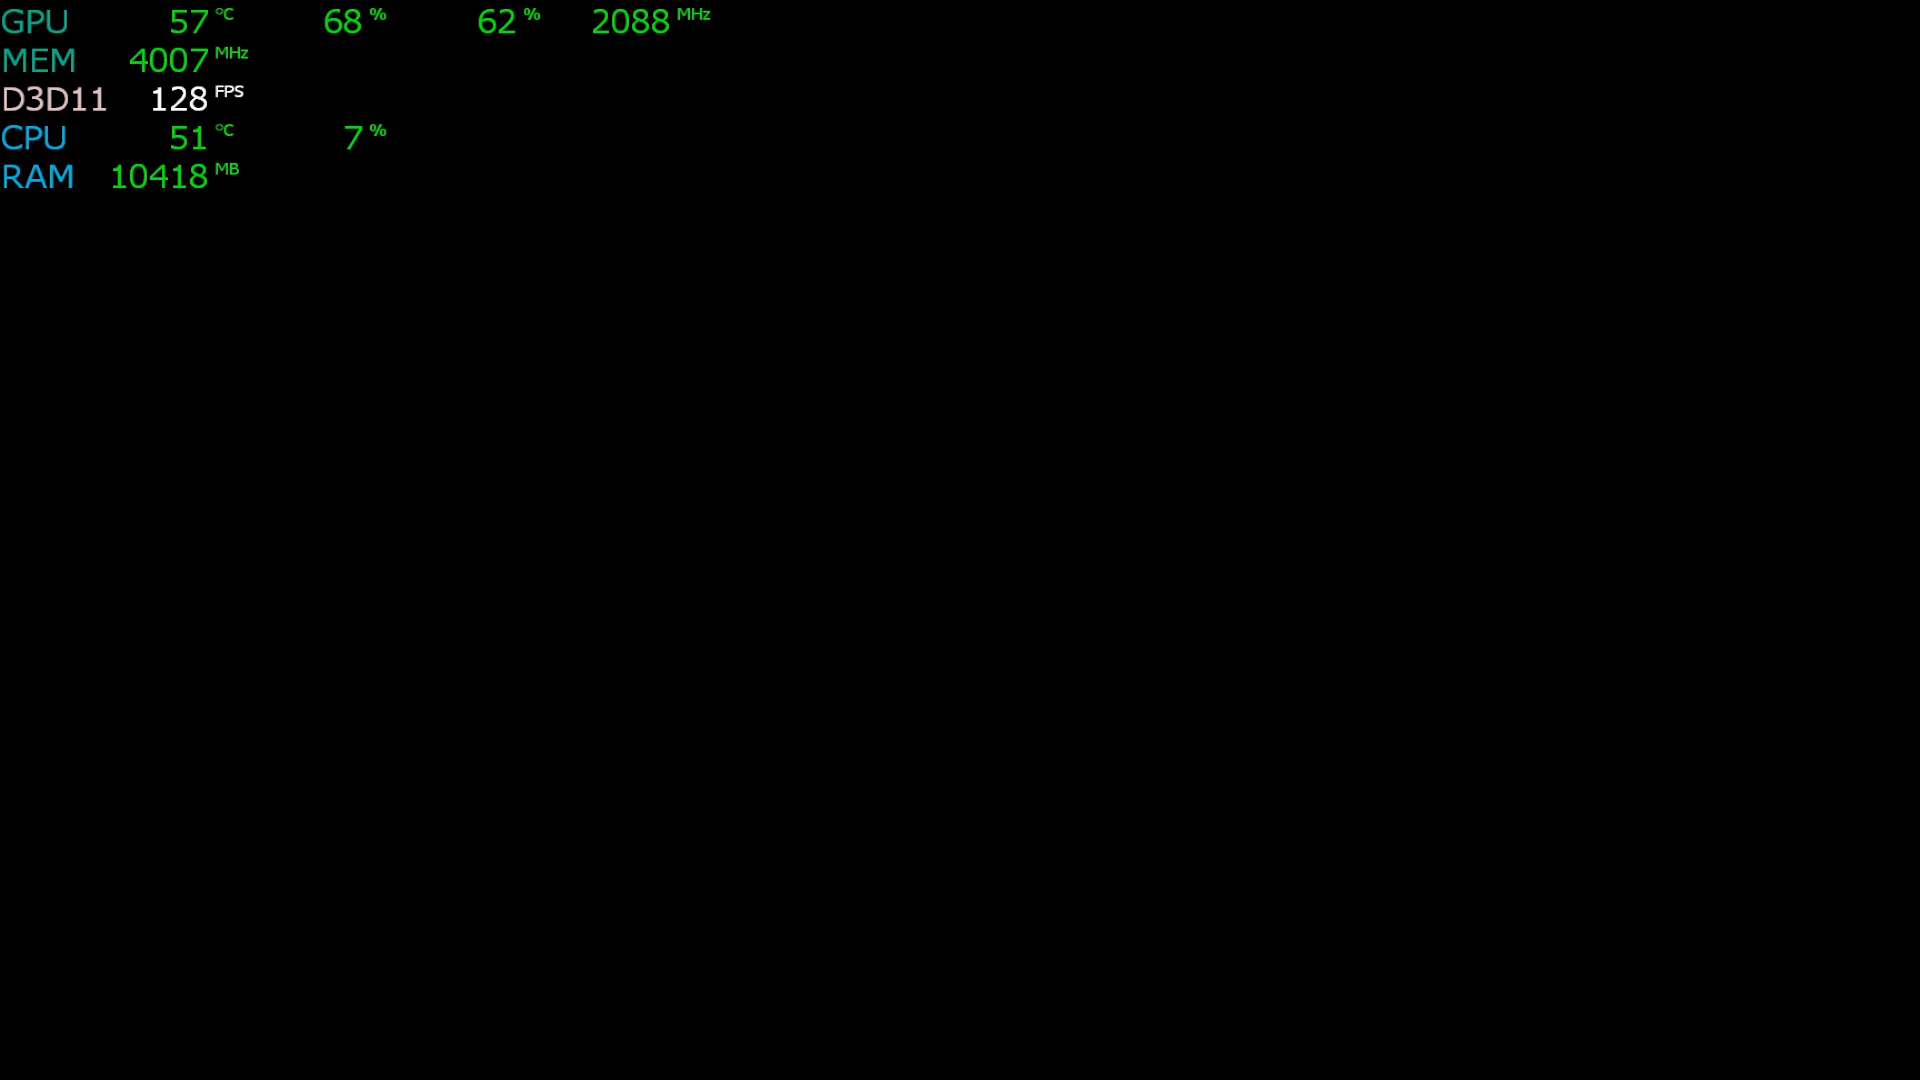 GPU 57 °C 68 % 62 % 2088 MHz
MEM 4007 MHz
D3D11 128 FPS
CPU 51 °C 7 %
RAM 10418 MB